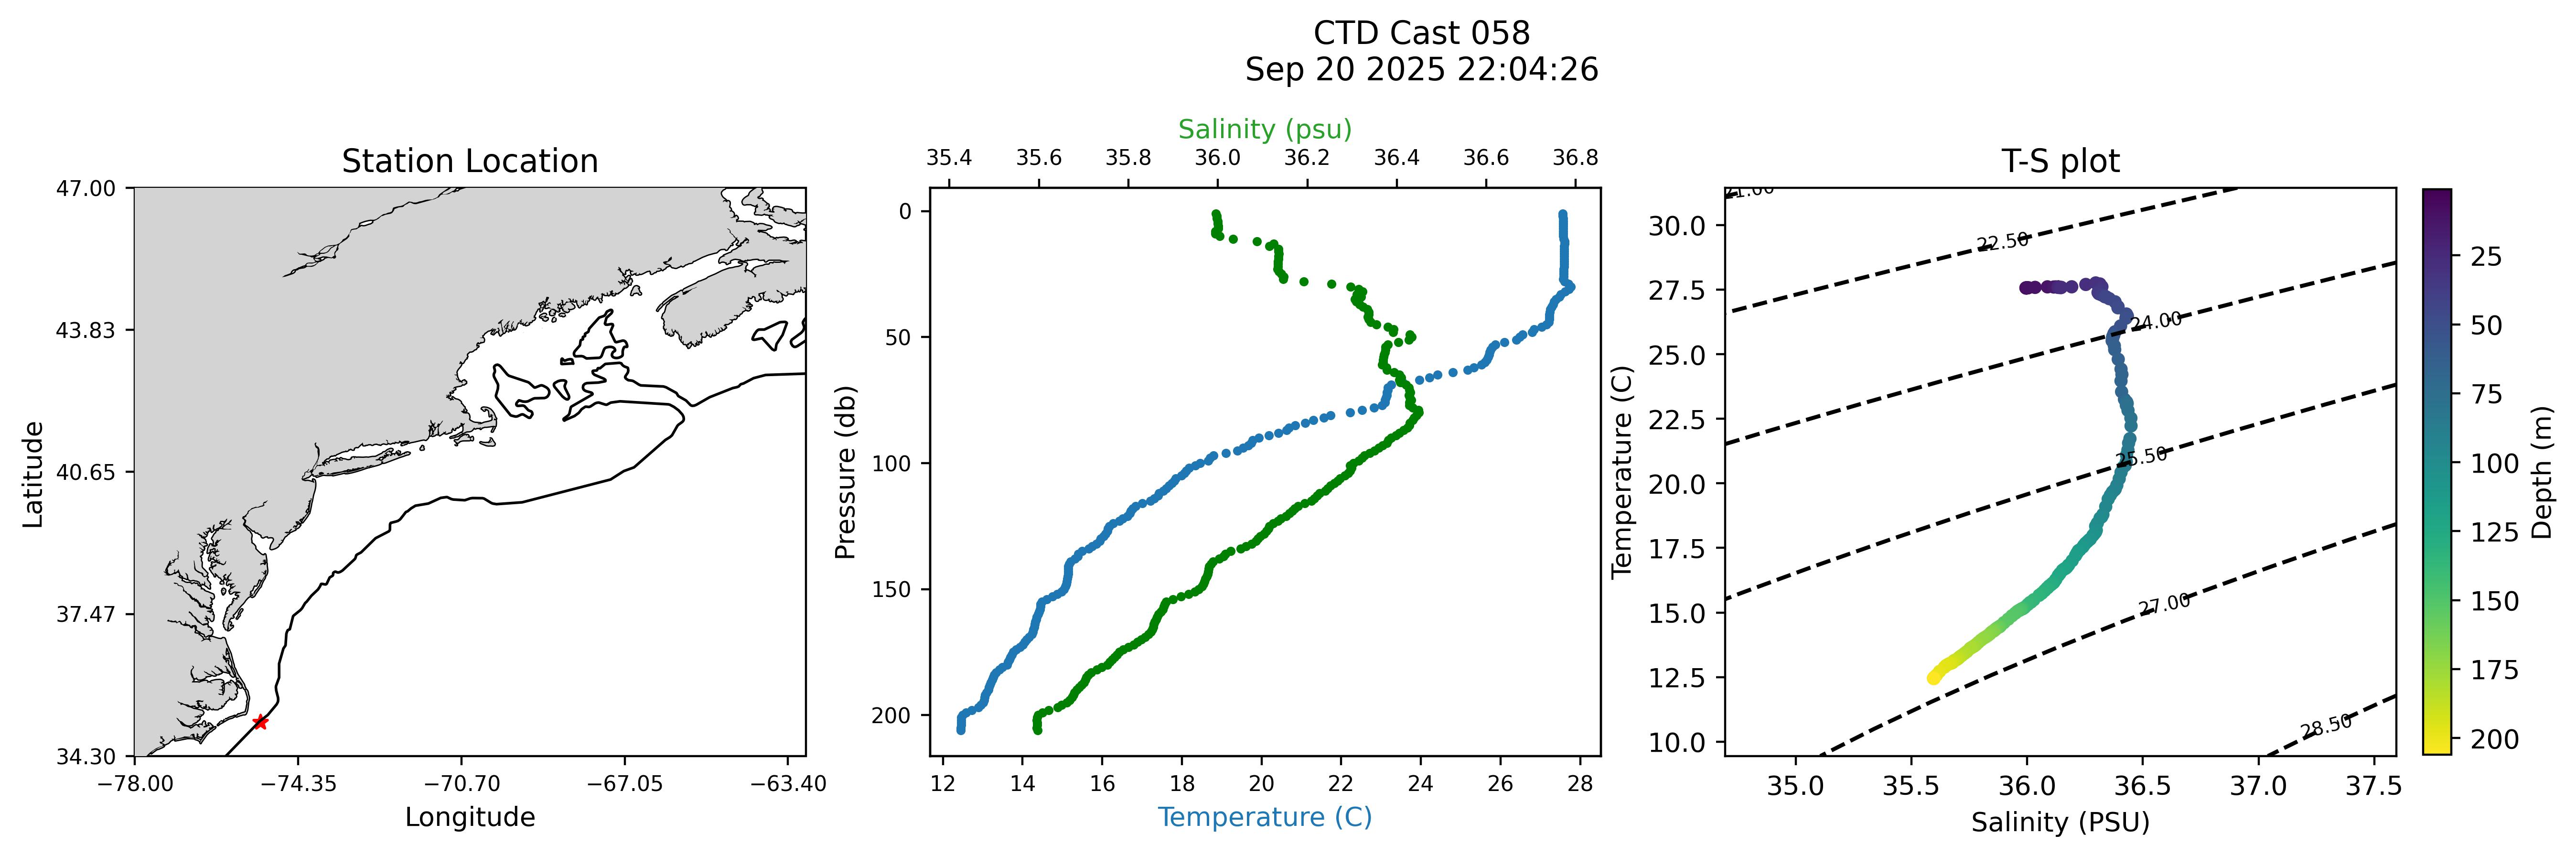 CTD Cast 058
Sep 20 2025 22:04:26
Station Location
47.00
43.83
40.65
37.47
34.30
Latitude
−78.00 −74.35 −70.70 −67.05 −63.40
Longitude
Salinity (psu)
35.4 35.6 35.8 36.0 36.2 36.4 36.6 36.8
0
50
100
150
200
Pressure (db)
12 14 16 18 20 22 24 26 28
Temperature (C)
T-S plot
30.0
27.5
25.0
22.5
20.0
17.5
15.0
12.5
10.0
Temperature (C)
22.50
24.00
25.50
27.00
28.50
35.0 35.5 36.0 36.5 37.0 37.5
Salinity (PSU)
25
50
75
100
125
150
175
200
Depth (m)